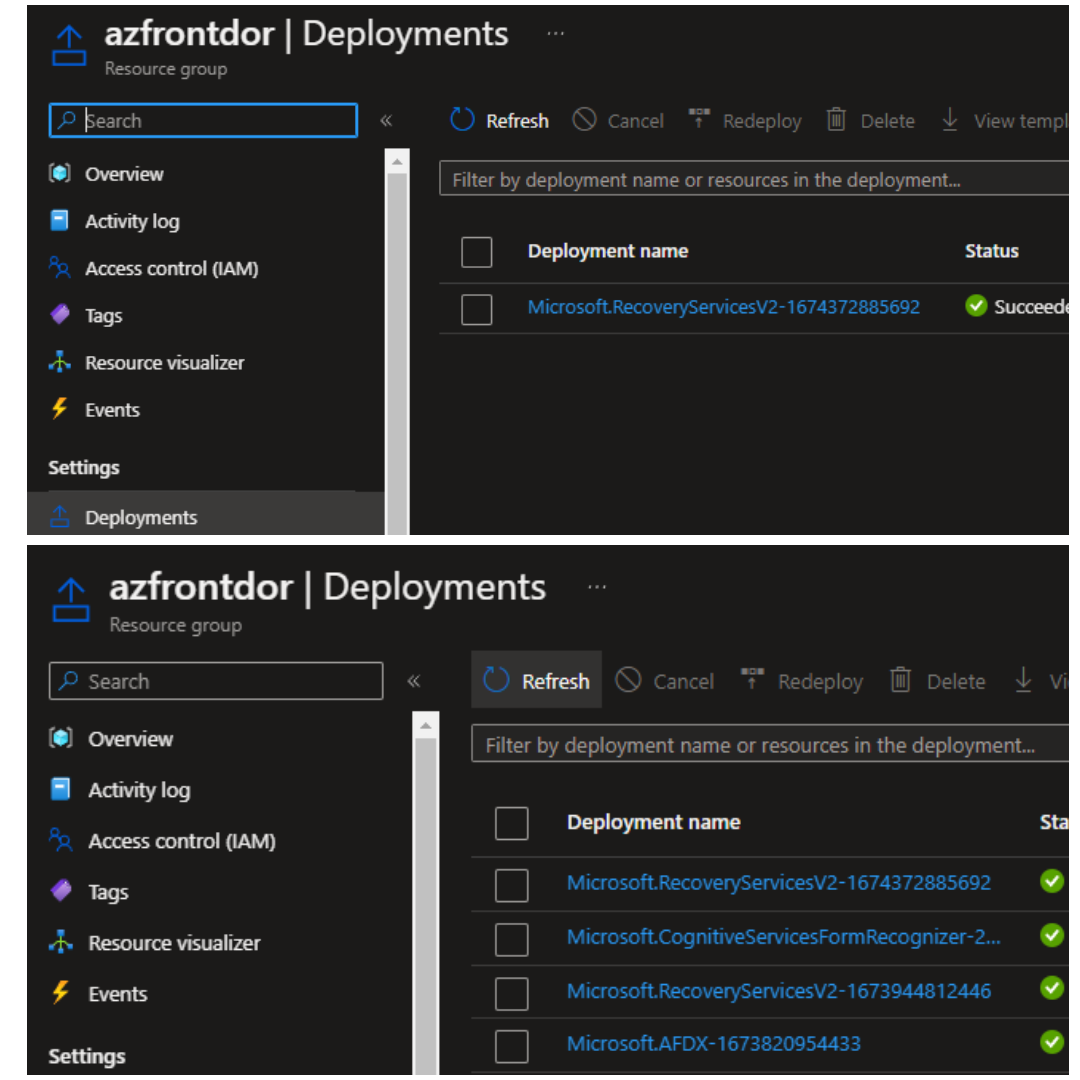 azfrontdor | Deployments ...
Resource group
Search «
Refresh Cancel Redeploy Delete View templ
Overview
Filter by deployment name or resources in the deployment...
Activity log
Deployment name Status
Access control (IAM)
Microsoft.RecoveryServicesV2-1674372885692 Succeede
Tags
Resource visualizer
Events
Settings
Deployments
azfrontdor | Deployments ...
Resource group
Search «
Refresh Cancel Redeploy Delete Vi
Overview
Filter by deployment name or resources in the deployment...
Activity log
Deployment name Sta
Access control (IAM)
Microsoft.RecoveryServicesV2-1674372885692
Tags
Microsoft.CognitiveServicesFormRecognizer-2...
Resource visualizer
Microsoft.RecoveryServicesV2-1673944812446
Events
Microsoft.AFDX-1673820954433
Settings